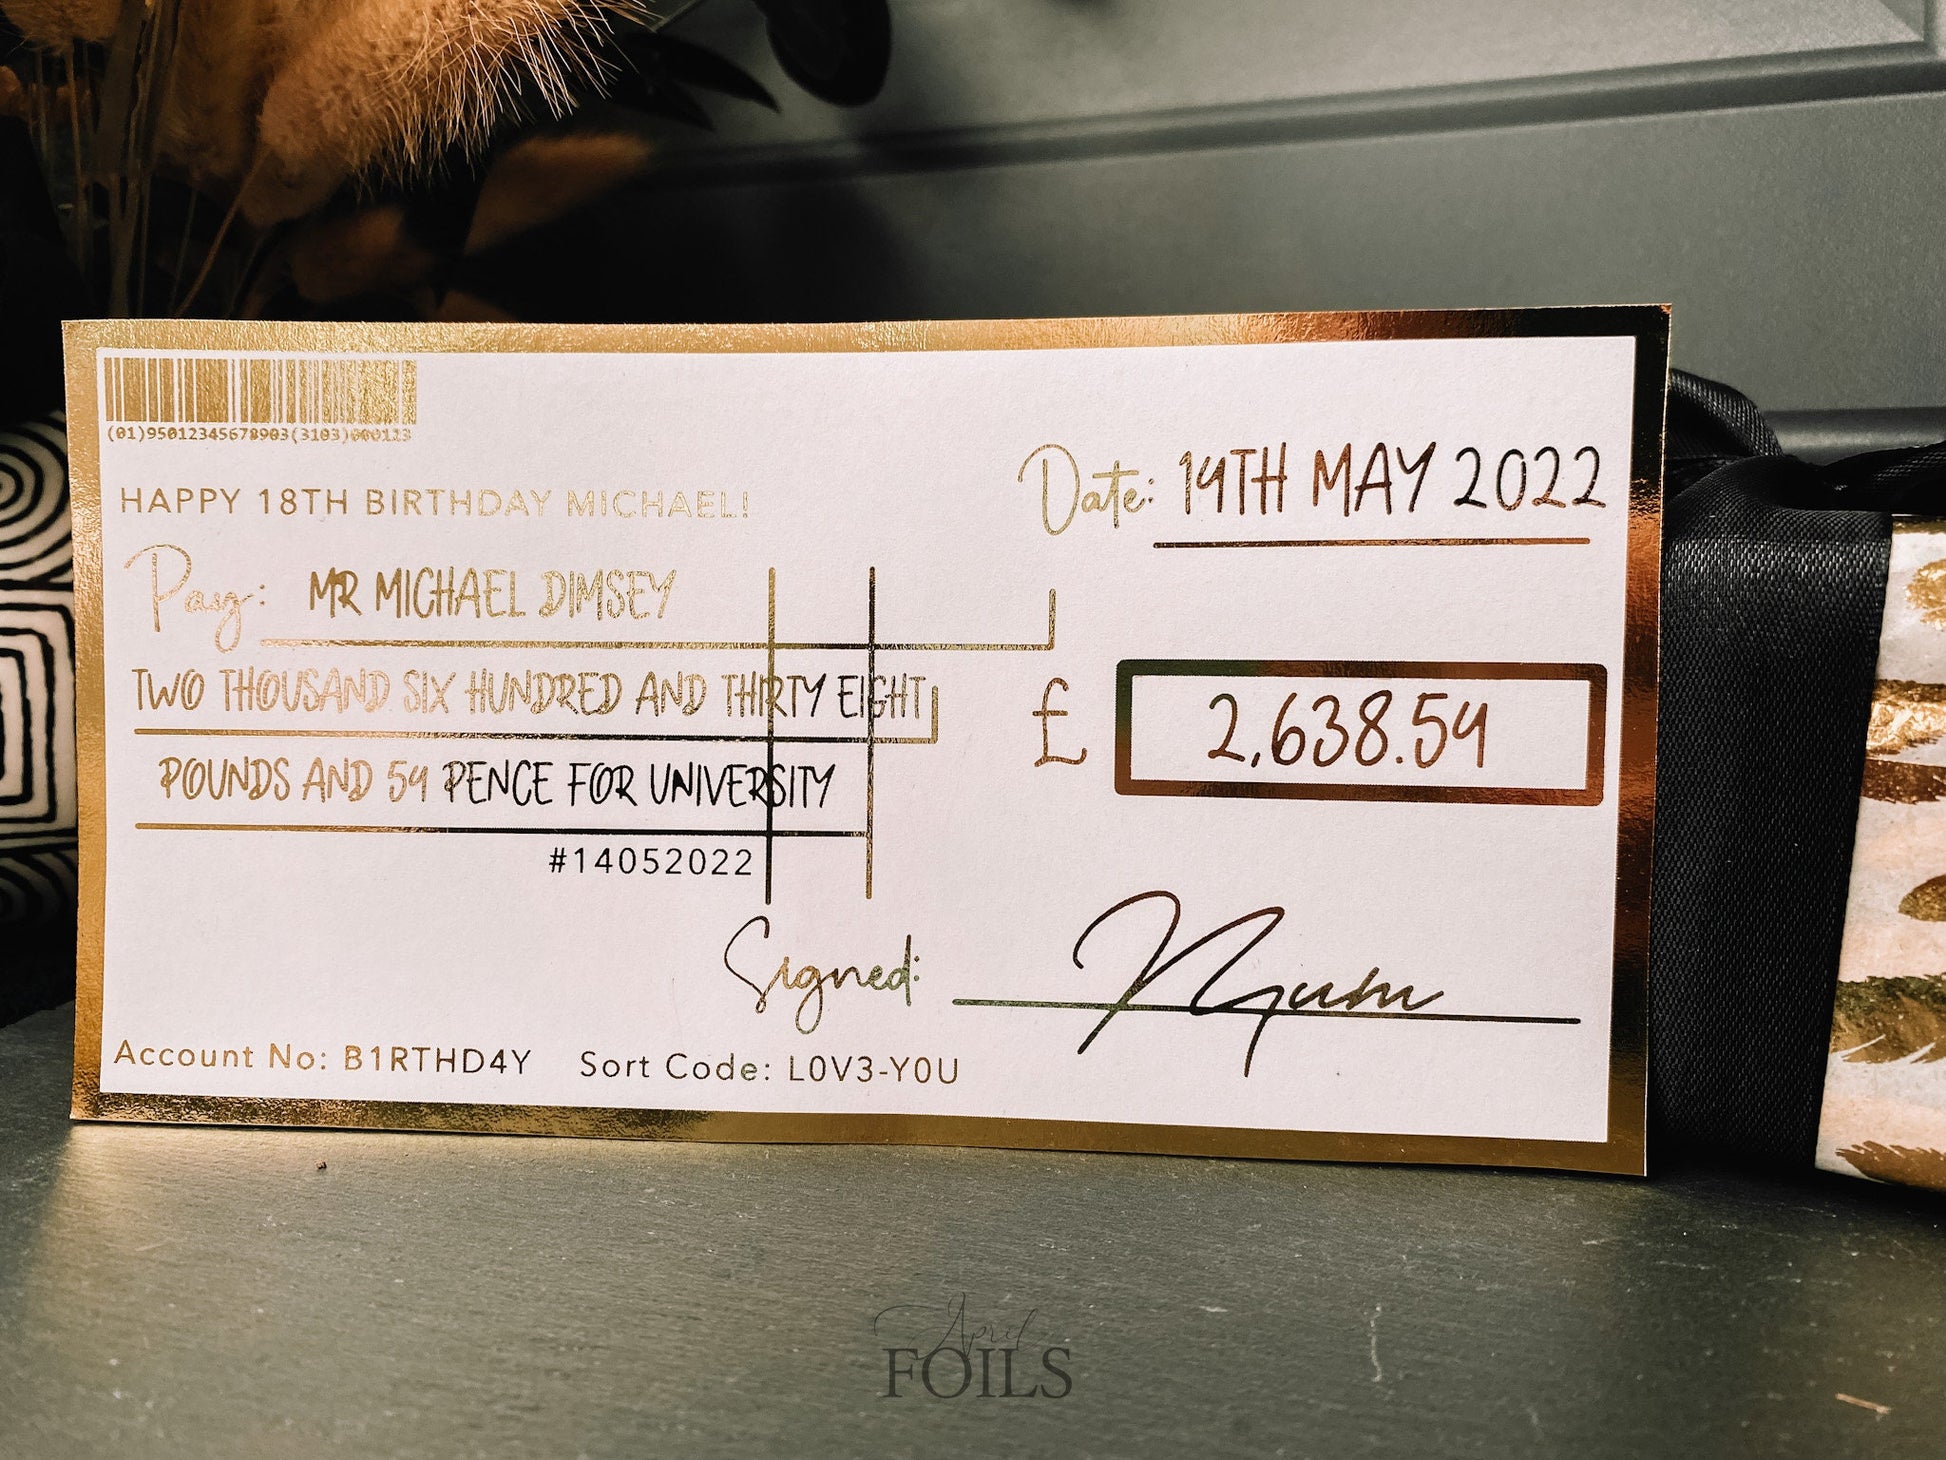 (01)95012345678903(3103)000123
Date: 14TH MAY 2022
HAPPY 18TH BIRTHDAY MICHAEL!
Pay: MR MICHAEL DIMSEY
TWO THOUSAND SIX HUNDRED AND THIRTY EIGHT
£ 2,638.54
POUNDS AND 54 PENCE FOR UNIVERSITY
#14052022
Signed: Mum
Account No: B1RTHD4Y Sort Code: L0V3-Y0U
April
FOILS